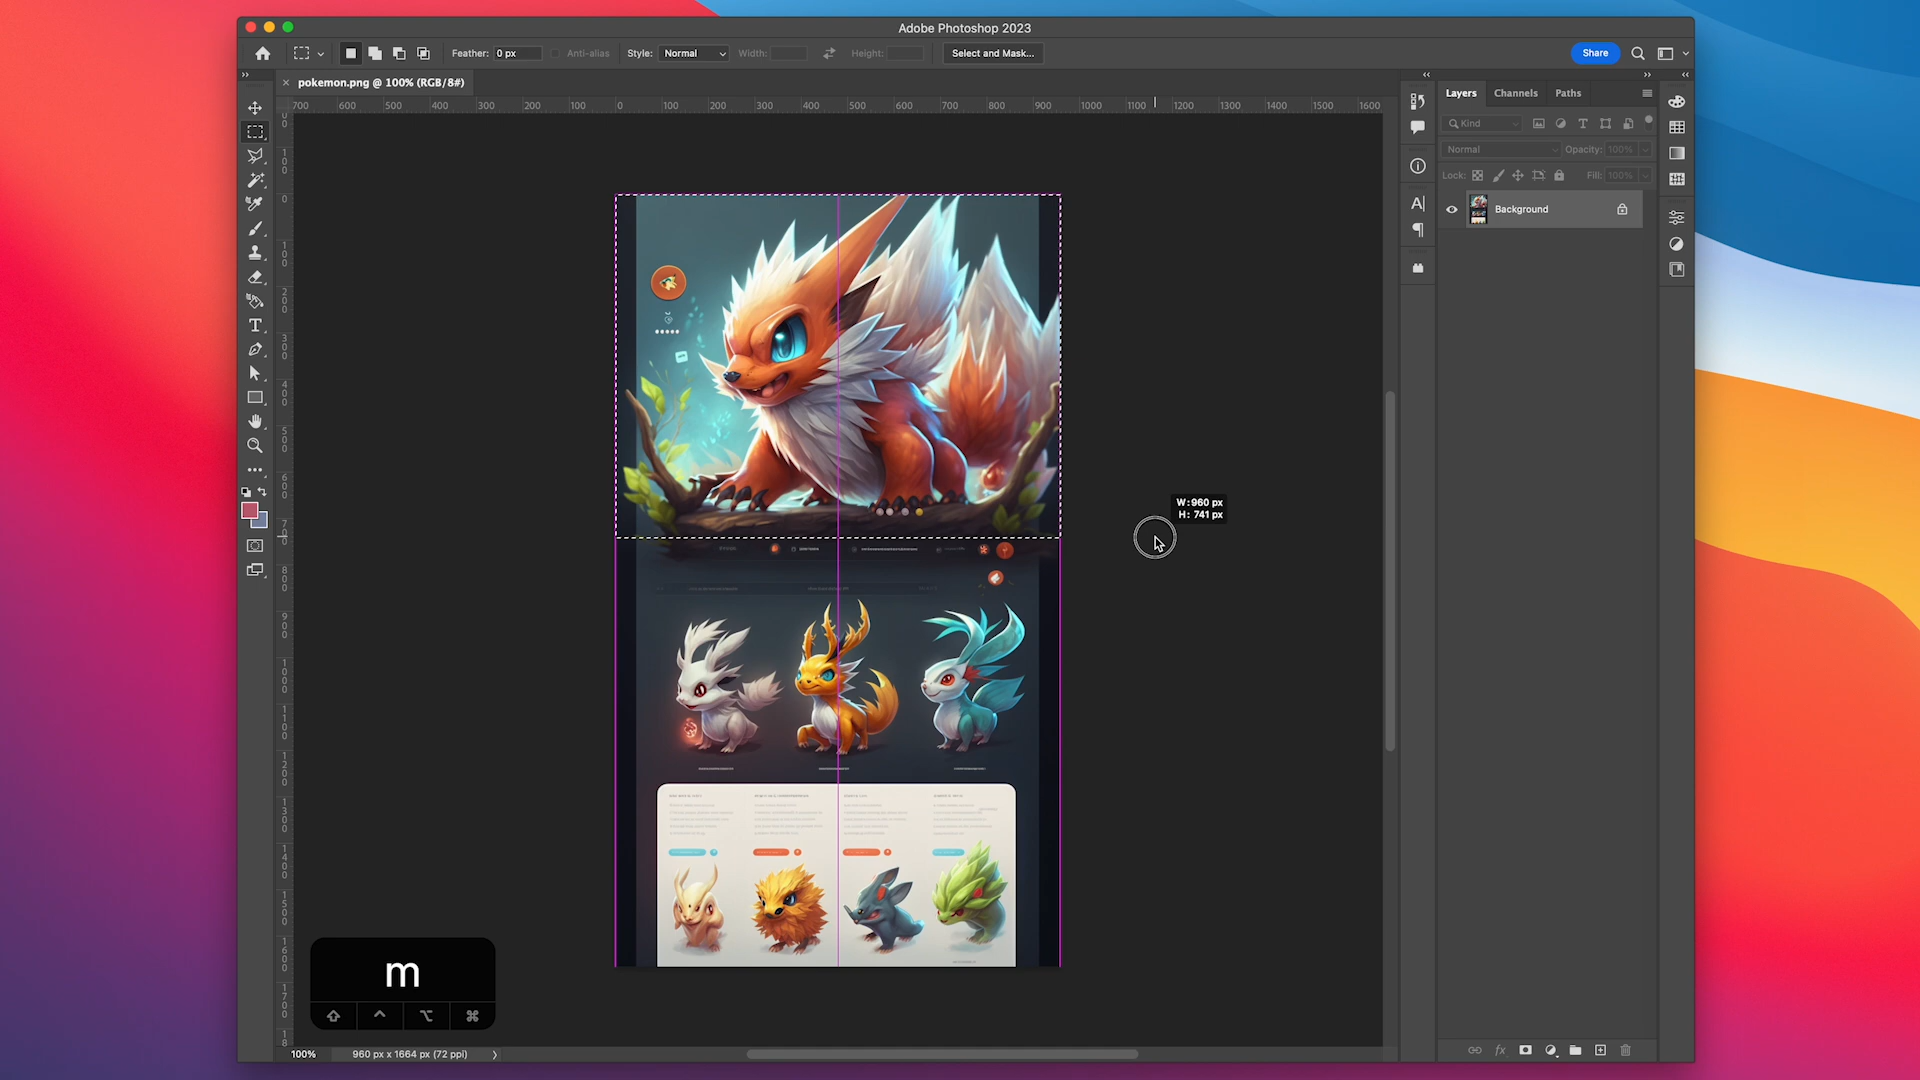 Adobe Photoshop 2023
Feather: 0 px Anti-alias Style: Normal Width: Height: Select and Mask... Share
pokemon.png @ 100% (RGB/8#)
700 600 500 400 300 200 100 0 100 200 300 400 500 600 700 800 900 1000 1100 1200 1300 1400 1500 1600
Layers Channels Paths
Kind
Normal Opacity: 100%
Lock: Fill: 100%
Background
W: 960 px
H: 741 px
m
100% 960 px x 1664 px (72 ppi)